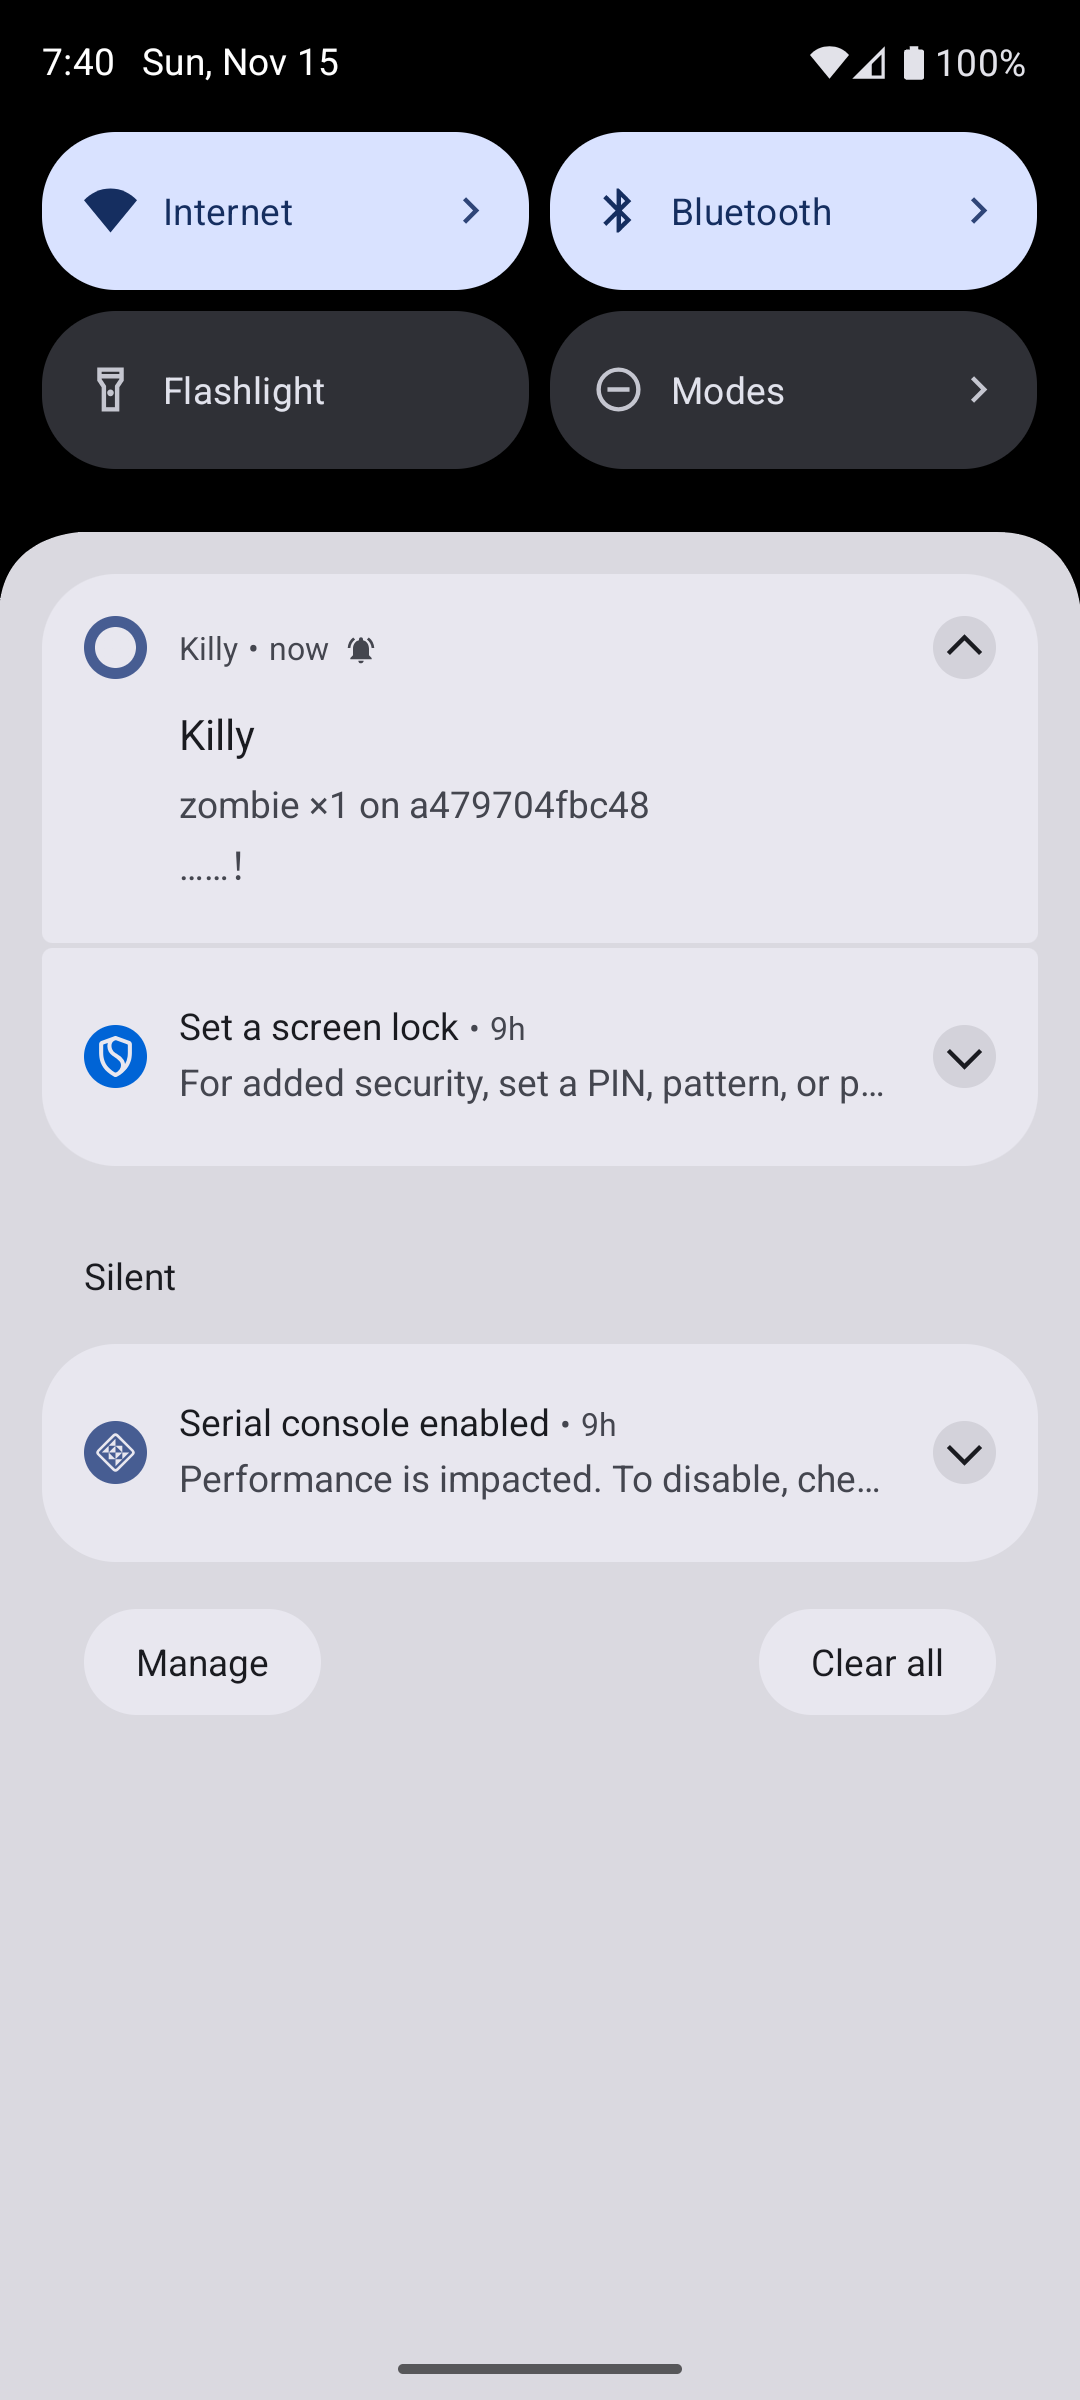 7:40 Sun, Nov 15 100%
Internet Bluetooth
Flashlight Modes
Killy • now
Killy
zombie ×1 on a479704fbc48
……!
Set a screen lock • 9h
For added security, set a PIN, pattern, or p…
Silent
Serial console enabled • 9h
Performance is impacted. To disable, che…
Manage Clear all